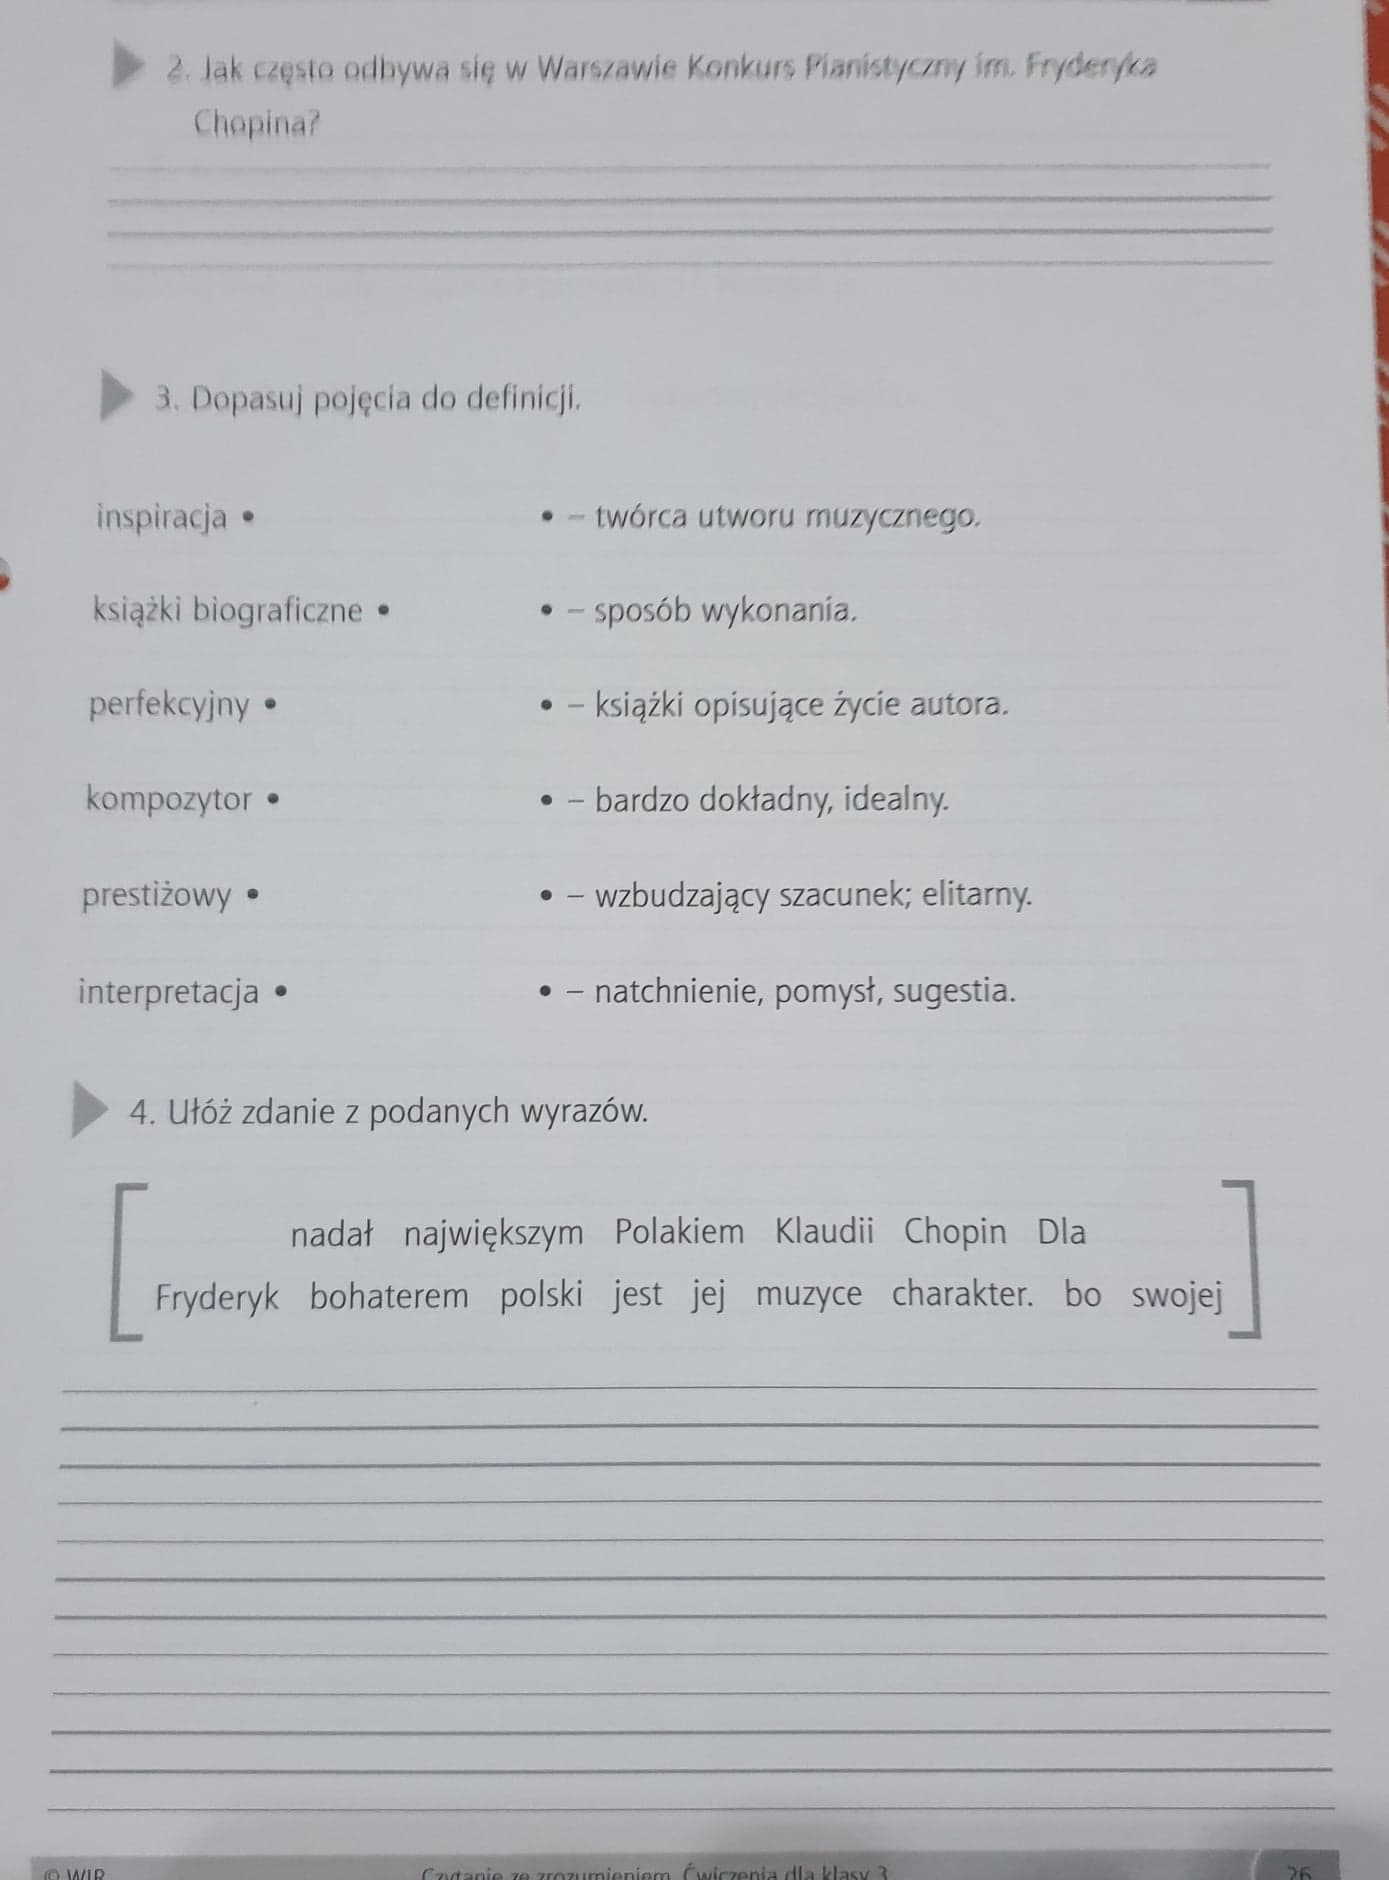 2. Jak często odbywa się w Warszawie Konkurs Pianistyczny im. Fryderyka
Chopina?
3. Dopasuj pojęcia do definicji.
inspiracja • • – twórca utworu muzycznego.
książki biograficzne • • – sposób wykonania.
perfekcyjny • • – książki opisujące życie autora.
kompozytor • • – bardzo dokładny, idealny.
prestiżowy • • – wzbudzający szacunek; elitarny.
interpretacja • • – natchnienie, pomysł, sugestia.
4. Ułóż zdanie z podanych wyrazów.
nadał największym Polakiem Klaudii Chopin Dla
Fryderyk bohaterem polski jest jej muzyce charakter. bo swojej
© WIR Czytanie ze zrozumieniem. Ćwiczenia dla klasy 3 26